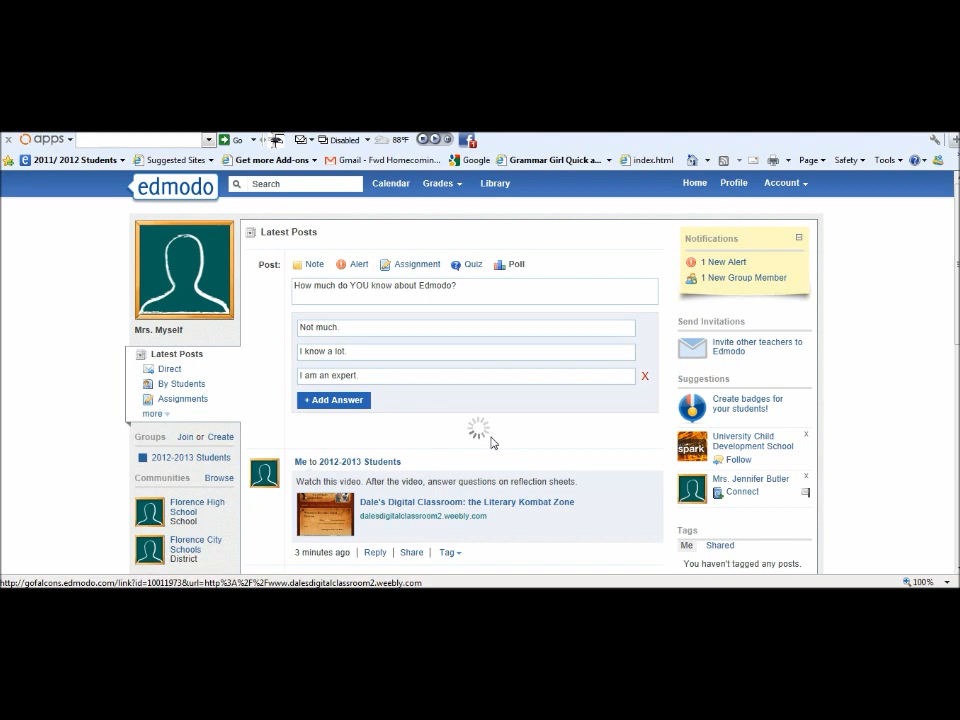 apps Go Disabled 88°F
2011/ 2012 Students Suggested Sites Get more Add-ons Gmail - Fwd Homecomin... Google Grammar Girl Quick a... index.html Page Safety Tools
edmodo Search Calendar Grades Library Home Profile Account
Latest Posts
Post: Note Alert Assignment Quiz Poll
How much do YOU know about Edmodo?
Not much.
I know a lot.
I am an expert. X
+ Add Answer
Mrs. Myself
Latest Posts
Direct
By Students
Assignments
more
Groups Join or Create
2012-2013 Students
Communities Browse
Florence High
School
School
Florence City
Schools
District
Me to 2012-2013 Students
Watch this video. After the video, answer questions on reflection sheets.
Dale's Digital Classroom: the Literary Kombat Zone
dalesdigitalclassroom2.weebly.com
3 minutes ago | Reply | Share | Tag
Notifications
1 New Alert
1 New Group Member
Send Invitations
Invite other teachers to
Edmodo
Suggestions
Create badges for
your students!
spark
University Child x
Development School
Follow
Mrs. Jennifer Butler x
Connect
Tags
Me Shared
You haven't tagged any posts.
http://gofalcons.edmodo.com/link?id=10011973&url=http%3A%2F%2Fwww.dalesdigitalclassroom2.weebly.com 100%